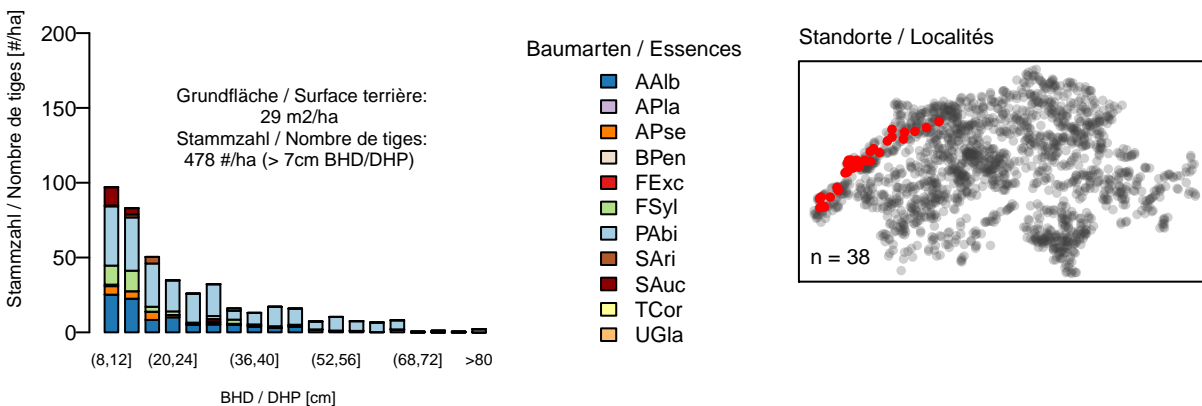 Stammzahl / Nombre de tiges [#/ha]
200
150
100
50
0
Grundfläche / Surface terrière:
29 m2/ha
Stammzahl / Nombre de tiges:
478 #/ha (> 7cm BHD/DHP)
(8,12]
(20,24]
(36,40]
(52,56]
(68,72]
>80
BHD / DHP [cm]
Baumarten / Essences
AAlb
APla
APse
BPen
FExc
FSyl
PAbi
SAri
SAuc
TCor
UGla
Standorte / Localités
n = 38